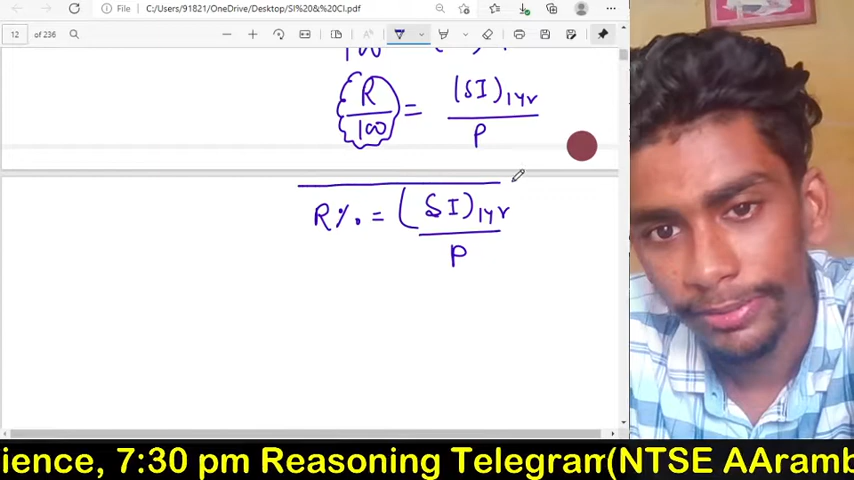 File
C:/Users/91821/OneDrive/Desktop/SI%20&%20CI.pdf
12 of 236
R/100 = (SI)1yr/P
R%. = (SI)1yr/P
ience, 7:30 pm Reasoning Telegram(NTSE AAramb